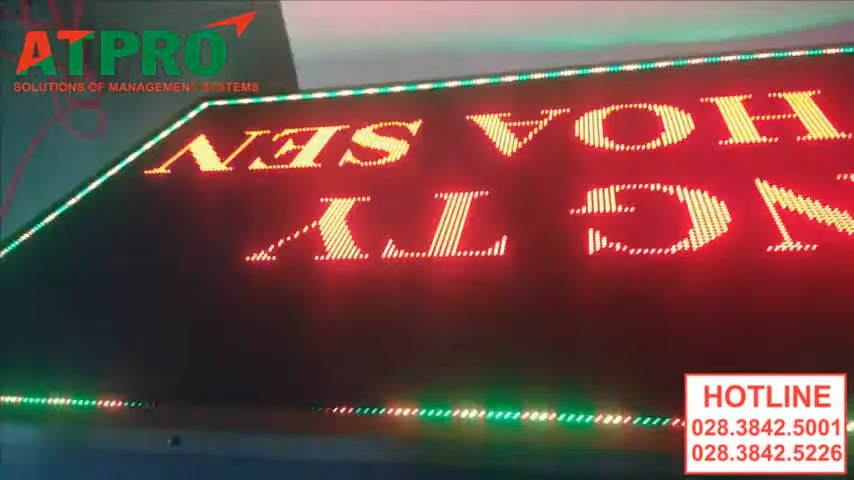 ATPRO
SOLUTIONS OF MANAGEMENT SYSTEMS
NG TY
HOA SEN
HOTLINE
028.3842.5001
028.3842.5226